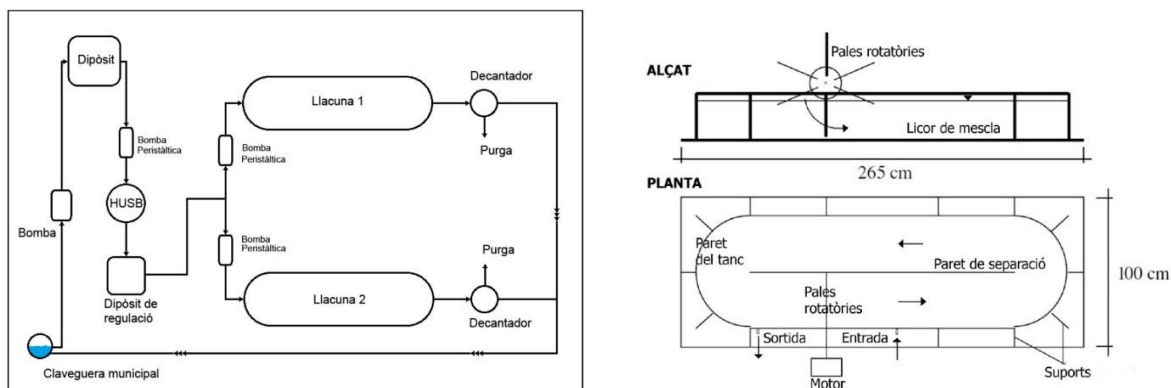 Dipòsit
Bomba
Peristàltica
HUSB
Bomba
Dipòsit de
regulació
Claveguera municipal
Bomba
Peristàltica
Bomba
Peristàltica
Llacuna 1
Llacuna 2
Decantador
Purga
Purga
Decantador
ALÇAT
Pales rotatòries
Licor de mescla
265 cm
PLANTA
Paret
del tanc
Paret de separació
100 cm
Pales
rotatòries
Sortida
Entrada
Motor
Suports